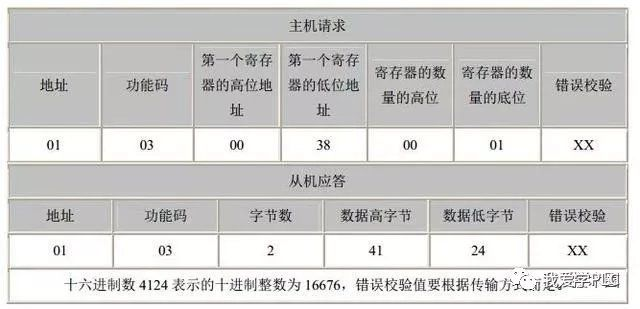 主机请求
地址 功能码 第一个寄存器的高位地址 第一个寄存器的低位地址 寄存器的数量的高位 寄存器的数量的底位 错误校验
01 03 00 38 00 01 XX
从机应答
地址 功能码 字节数 数据高字节 数据低字节 错误校验
01 03 2 41 24 XX
十六进制数 4124 表示的十进制整数为 16676，错误校验值要根据传输方式
我爱学PLC